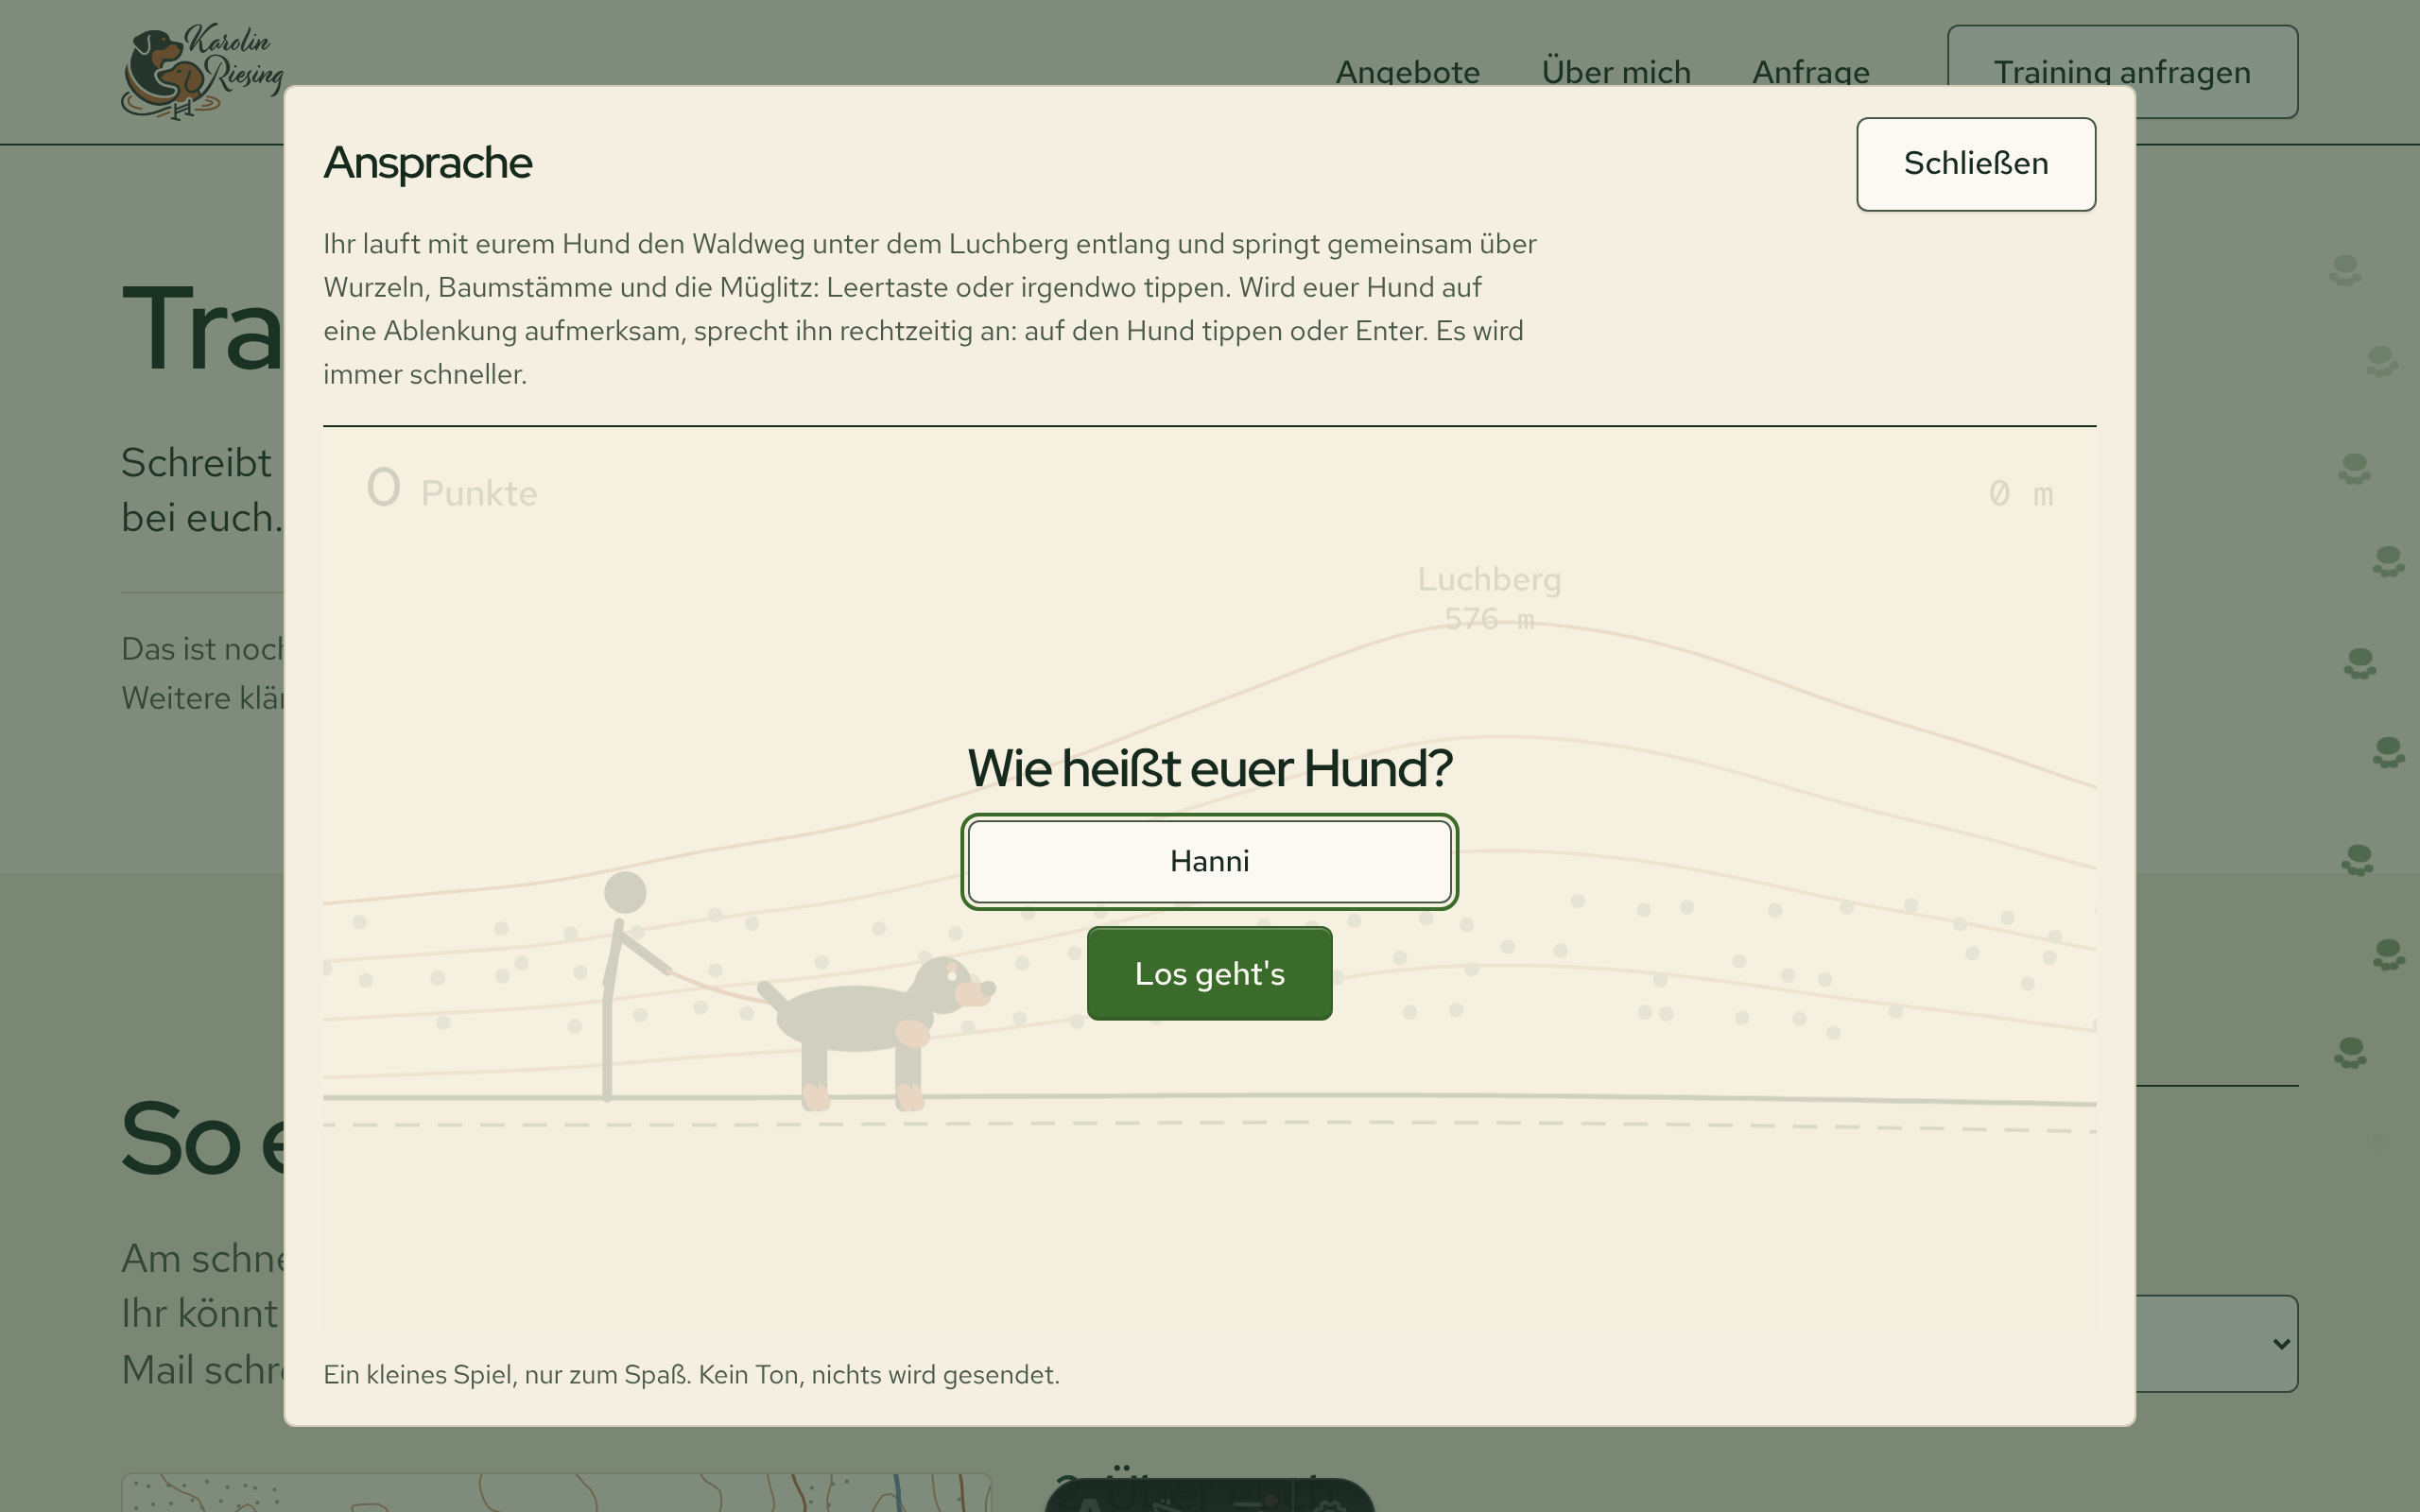 Karolin
Riesing
Angebote
Über mich
Anfrage
Training anfragen
Ansprache
Schließen
Ihr lauft mit eurem Hund den Waldweg unter dem Luchberg entlang und springt gemeinsam über
Wurzeln, Baumstämme und die Müglitz: Leertaste oder irgendwo tippen. Wird euer Hund auf
eine Ablenkung aufmerksam, sprecht ihn rechtzeitig an: auf den Hund tippen oder Enter. Es wird
immer schneller.
Tra
Schreibt
bei euch.
Das ist noch
Weitere klär
0 Punkte
0 m
Luchberg
576 m
Wie heißt euer Hund?
Hanni
Los geht's
So e
Am schne
Ihr könnt
Mail schre
Ein kleines Spiel, nur zum Spaß. Kein Ton, nichts wird gesendet.